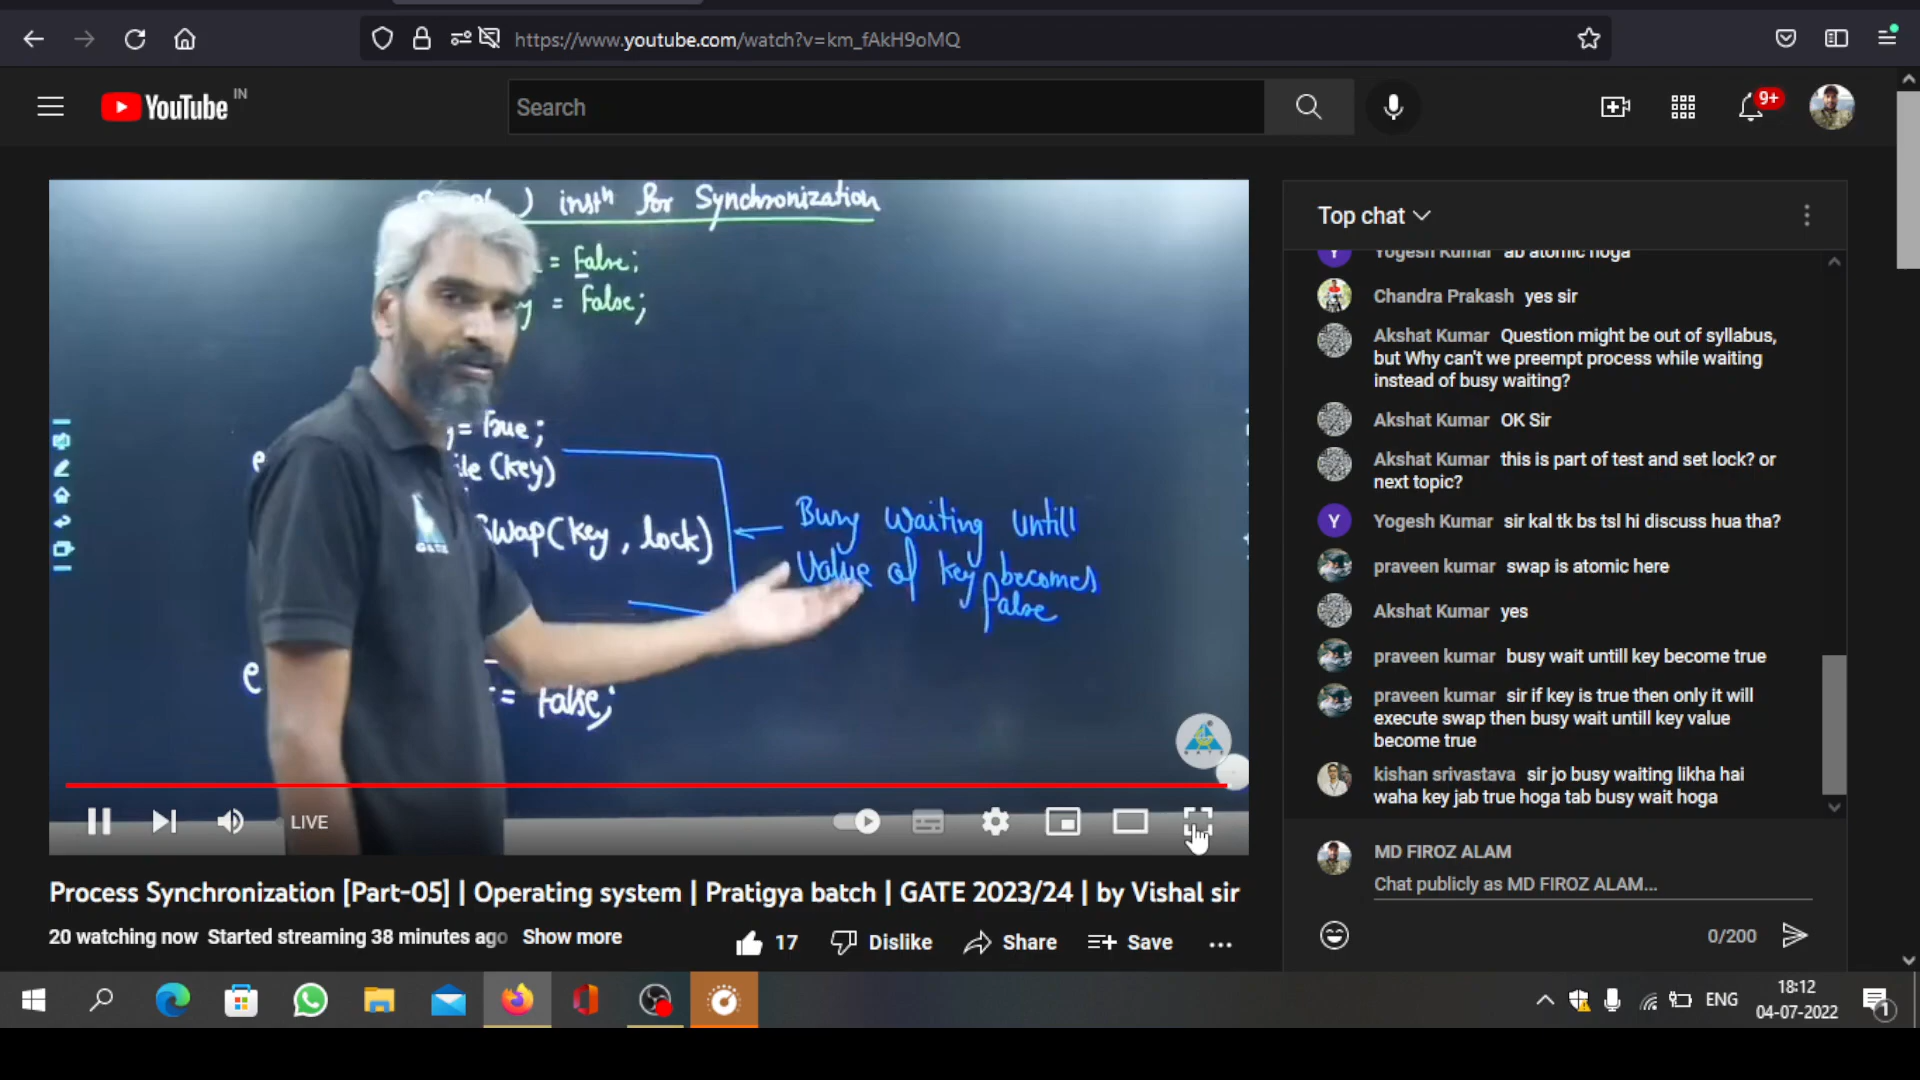 https://www.youtube.com/watch?v=km_fAkH9oMQ
YouTube IN
Search
9+
) instn for Synchronization
= False;
= False;
= True;
(key)
Swap(key, lock)
Busy waiting untill
Value of key becomes
false
= False;
GATE
LIVE
Process Synchronization [Part-05] | Operating system | Pratigya batch | GATE 2023/24 | by Vishal sir
20 watching now Started streaming 38 minutes ago Show more
17 Dislike Share Save
Top chat
Yogesh Kumar ab atomic hoga
Chandra Prakash yes sir
Akshat Kumar Question might be out of syllabus,
but Why can't we preempt process while waiting
instead of busy waiting?
Akshat Kumar OK Sir
Akshat Kumar this is part of test and set lock? or
next topic?
Y Yogesh Kumar sir kal tk bs tsl hi discuss hua tha?
praveen kumar swap is atomic here
Akshat Kumar yes
praveen kumar busy wait untill key become true
praveen kumar sir if key is true then only it will
execute swap then busy wait untill key value
become true
kishan srivastava sir jo busy waiting likha hai
waha key jab true hoga tab busy wait hoga
MD FIROZ ALAM
Chat publicly as MD FIROZ ALAM...
0/200
ENG
18:12
04-07-2022
1